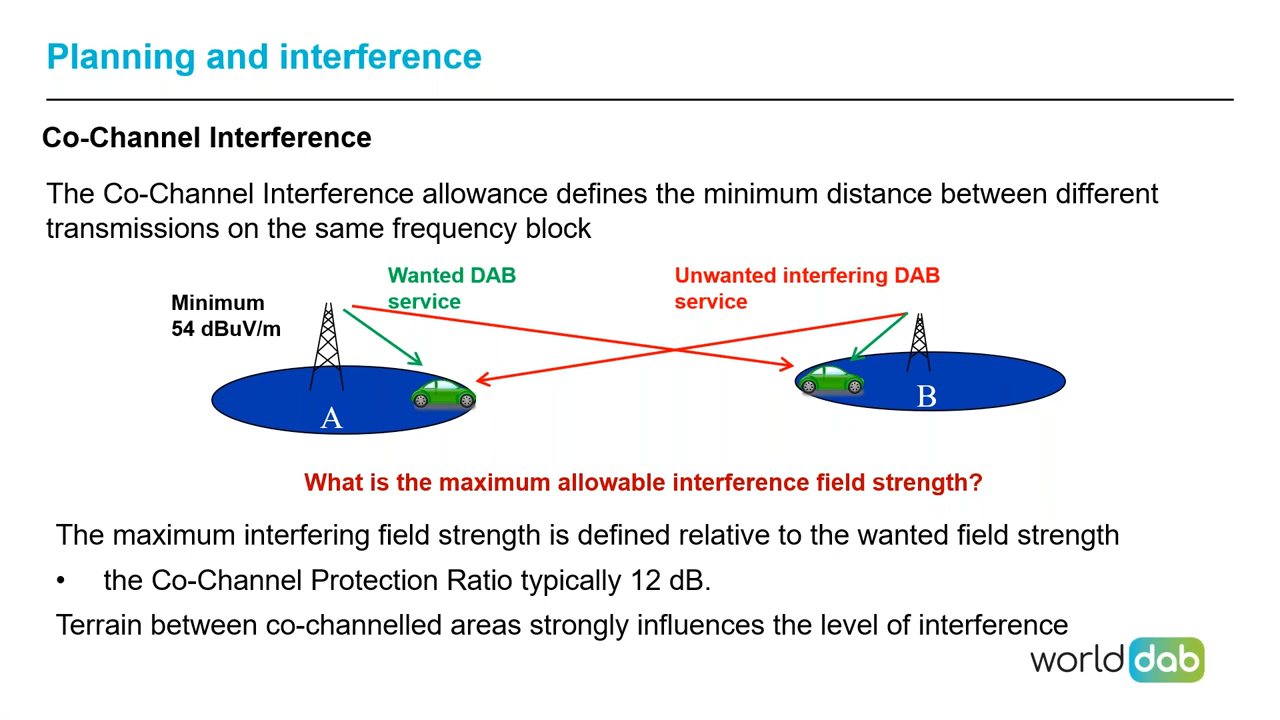 Planning and interference
Co-Channel Interference
The Co-Channel Interference allowance defines the minimum distance between different
transmissions on the same frequency block
Wanted DAB
service
Unwanted interfering DAB
service
Minimum
54 dBuV/m
A
B
What is the maximum allowable interference field strength?
The maximum interfering field strength is defined relative to the wanted field strength
• the Co-Channel Protection Ratio typically 12 dB.
Terrain between co-channelled areas strongly influences the level of interference
world dab